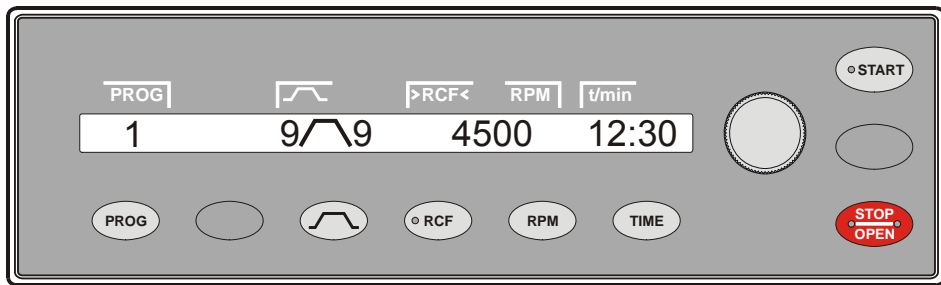 START
PROG >RCF< RPM t/min
1 9 9 4500 12:30
PROG RCF RPM TIME
STOP
OPEN